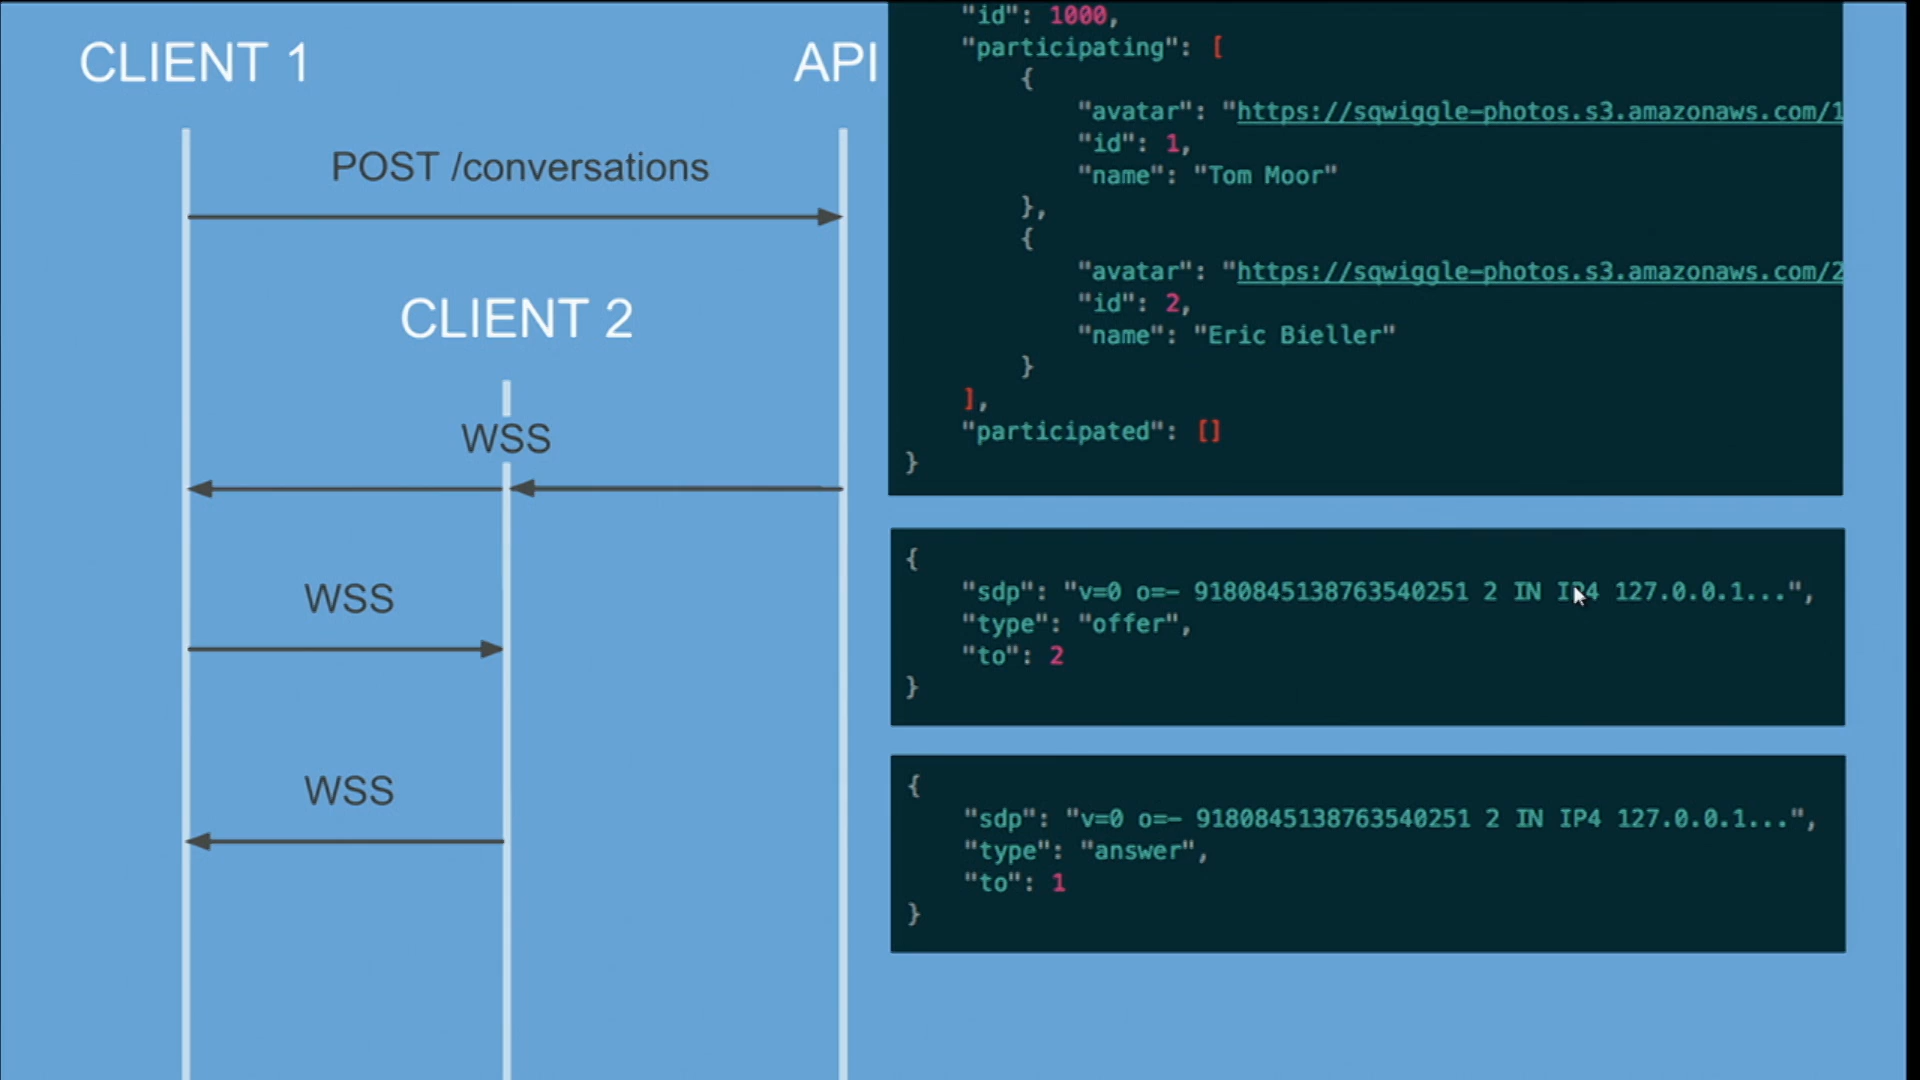 CLIENT 1
API
POST /conversations
CLIENT 2
WSS
WSS
WSS
"id": 1000,
"participating": [
{
"avatar": "https://sqwiggle-photos.s3.amazonaws.com/1
"id": 1,
"name": "Tom Moor"
},
{
"avatar": "https://sqwiggle-photos.s3.amazonaws.com/2
"id": 2,
"name": "Eric Bieller"
}
],
"participated": []
}
{
"sdp": "v=0 o=- 9180845138763540251 2 IN IP4 127.0.0.1...",
"type": "offer",
"to": 2
}
{
"sdp": "v=0 o=- 9180845138763540251 2 IN IP4 127.0.0.1...",
"type": "answer",
"to": 1
}